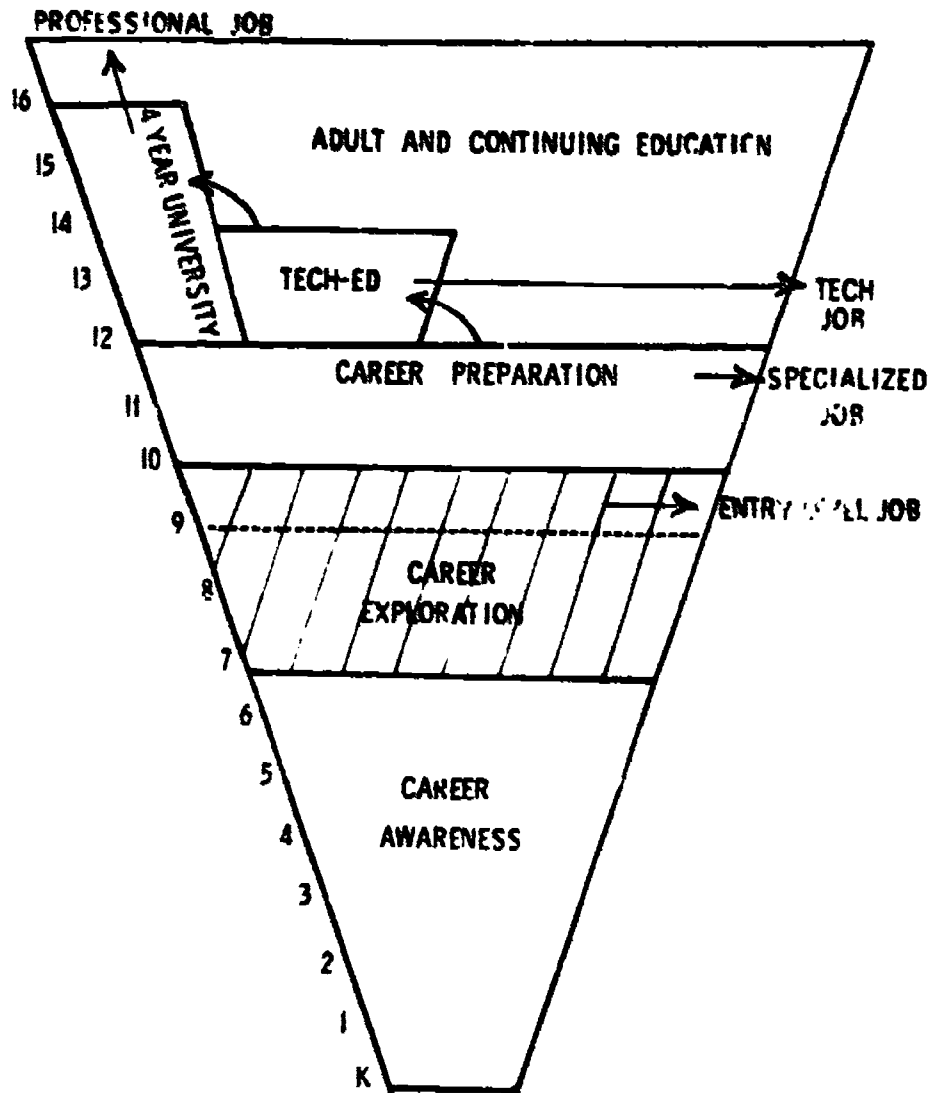 PROFESSIONAL JOB
16
4 YEAR UNIVERSITY
ADULT AND CONTINUING EDUCATION
15
14
13
TECH-ED
TECH
JOB
12
CAREER PREPARATION
SPECIALIZED
JOB
11
10
9
ENTRY LEVEL JOB
CAREER
8
EXPLORATION
7
6
5
CAREER
4
AWARENESS
3
2
1
K